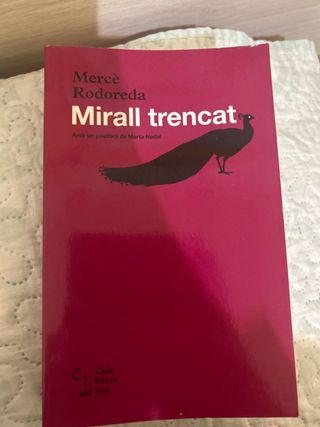 Mercè
Rodoreda
Mirall trencat
Amb un postfaci de Marta Nadal
Club
Editor
Jove